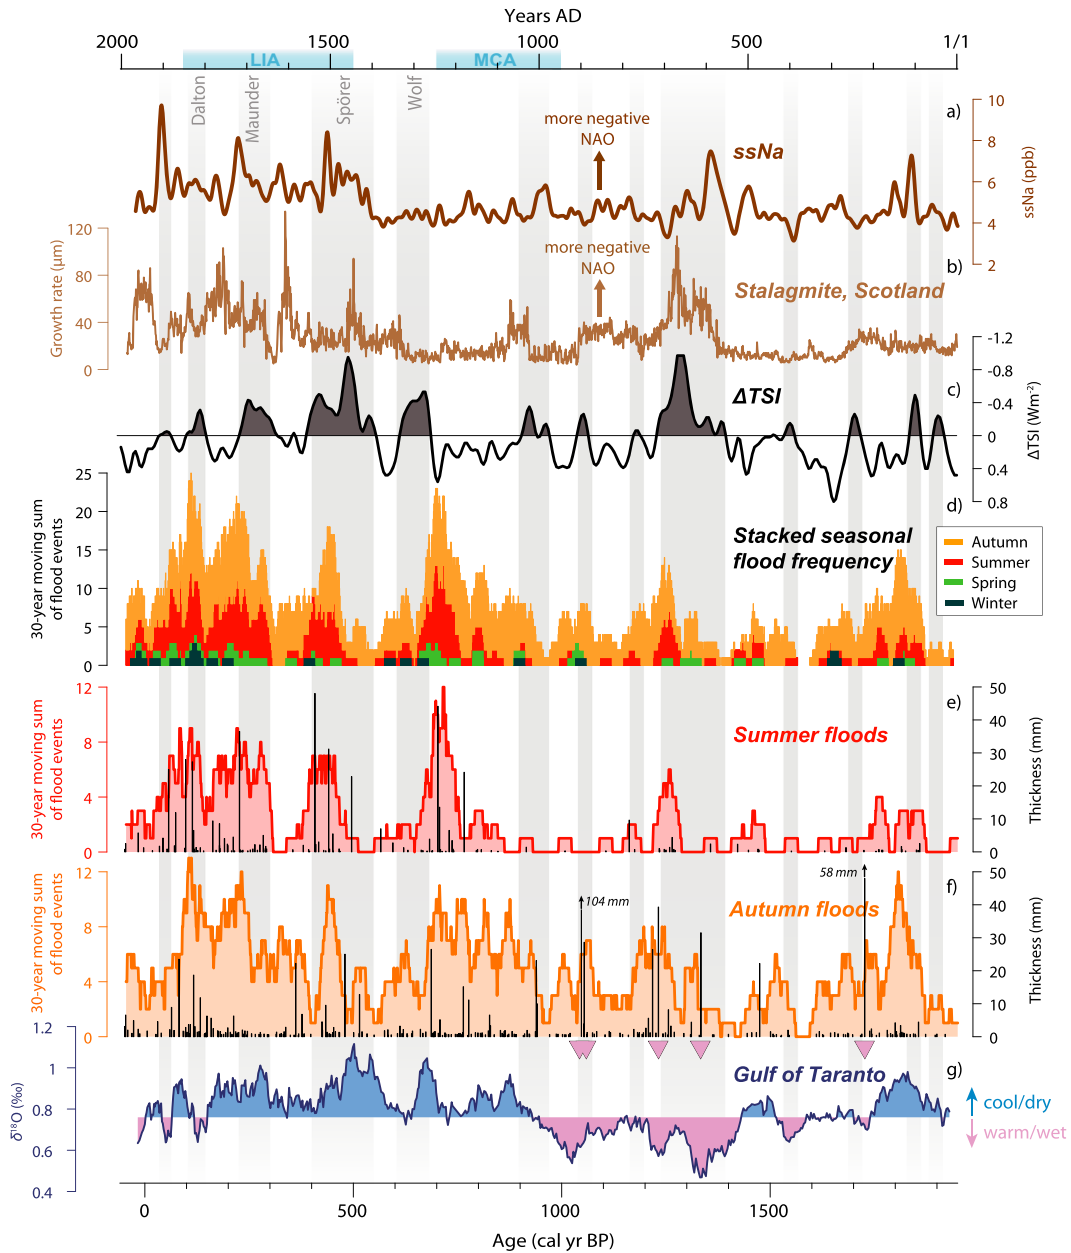 Years AD
2000 1500 1000 500 1/1
LIA MCA
Dalton
Maunder
Spörer
Wolf
a)
more negative
NAO
ssNa
10
8
6
4
2
ssNa (ppb)
b)
more negative
NAO
Stalagmite, Scotland
120
80
40
0
Growth rate (µm)
c)
ΔTSI
-1.2
-0.8
-0.4
0
0.4
0.8
ΔTSI (Wm⁻²)
d)
Stacked seasonal
flood frequency
25
20
15
10
5
0
30-year moving sum
of flood events
Autumn
Summer
Spring
Winter
e)
Summer floods
12
8
4
0
30-year moving sum
of flood events
50
40
30
20
10
0
Thickness (mm)
f)
Autumn floods
104 mm
58 mm
12
8
4
0
30-year moving sum
of flood events
50
40
30
20
10
0
Thickness (mm)
g)
Gulf of Taranto
1.2
1
0.8
0.6
0.4
δ¹⁸O (‰)
cool/dry
warm/wet
0 500 1000 1500
Age (cal yr BP)